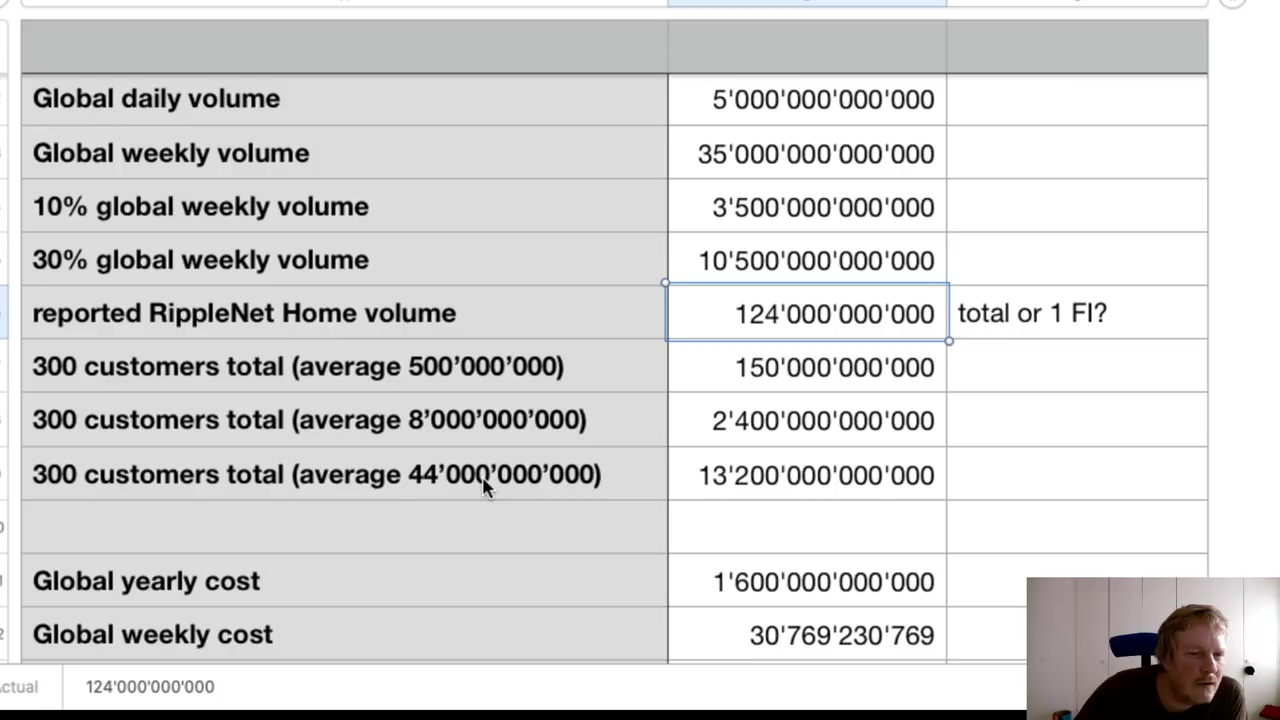 Global daily volume 5'000'000'000'000
Global weekly volume 35'000'000'000'000
10% global weekly volume 3'500'000'000'000
30% global weekly volume 10'500'000'000'000
reported RippleNet Home volume 124'000'000'000 total or 1 FI?
300 customers total (average 500’000’000) 150'000'000'000
300 customers total (average 8’000’000’000) 2'400'000'000'000
300 customers total (average 44’000’000’000) 13'200'000'000'000
Global yearly cost 1'600'000'000'000
Global weekly cost 30'769'230'769
124'000'000'000